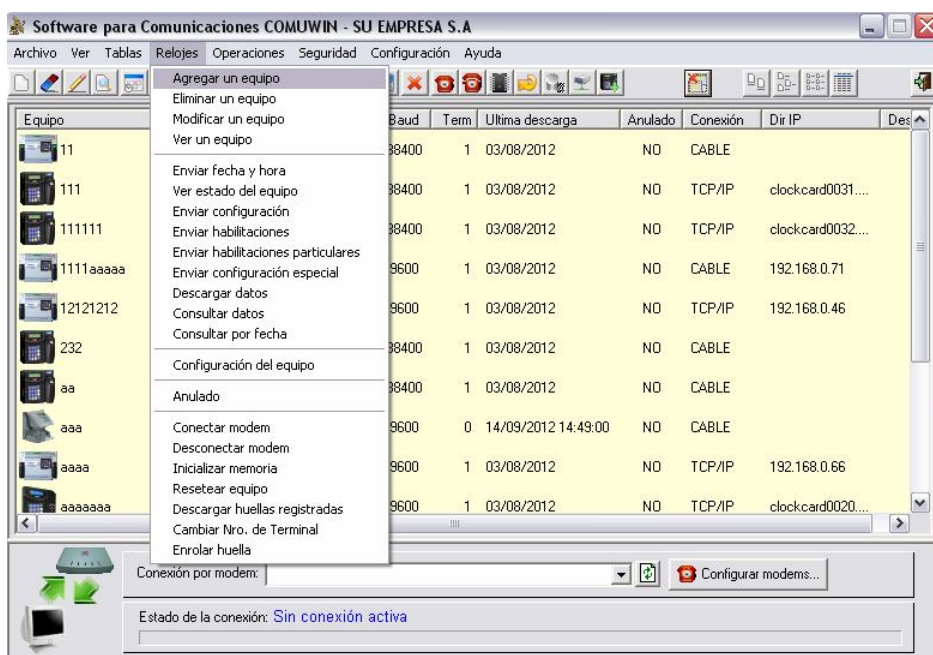 Software para Comunicaciones COMUWIN - SU EMPRESA S.A
Archivo Ver Tablas Relojes Operaciones Seguridad Configuración Ayuda
Agregar un equipo
Eliminar un equipo
Modificar un equipo
Ver un equipo
Enviar fecha y hora
Ver estado del equipo
Enviar configuración
Enviar habilitaciones
Enviar habilitaciones particulares
Enviar configuración especial
Descargar datos
Consultar datos
Consultar por fecha
Configuración del equipo
Anulado
Conectar modem
Desconectar modem
Inicializar memoria
Resetear equipo
Descargar huellas registradas
Cambiar Nro. de Terminal
Enrolar huella
Equipo Baud Term Ultima descarga Anulado Conexión Dir IP Des
11 38400 1 03/08/2012 NO CABLE
111 38400 1 03/08/2012 NO TCP/IP clockcard0031....
111111 38400 1 03/08/2012 NO TCP/IP clockcard0032....
1111aaaaa 9600 1 03/08/2012 NO CABLE 192.168.0.71
12121212 9600 1 03/08/2012 NO TCP/IP 192.168.0.46
232 38400 1 03/08/2012 NO CABLE
aa 38400 1 03/08/2012 NO CABLE
aaa 9600 0 14/09/2012 14:49:00 NO CABLE
aaaa 9600 1 03/08/2012 NO TCP/IP 192.168.0.66
aaaaaaa 9600 1 03/08/2012 NO TCP/IP clockcard0020....
Conexión por modem: Configurar modems...
Estado de la conexión: Sin conexión activa